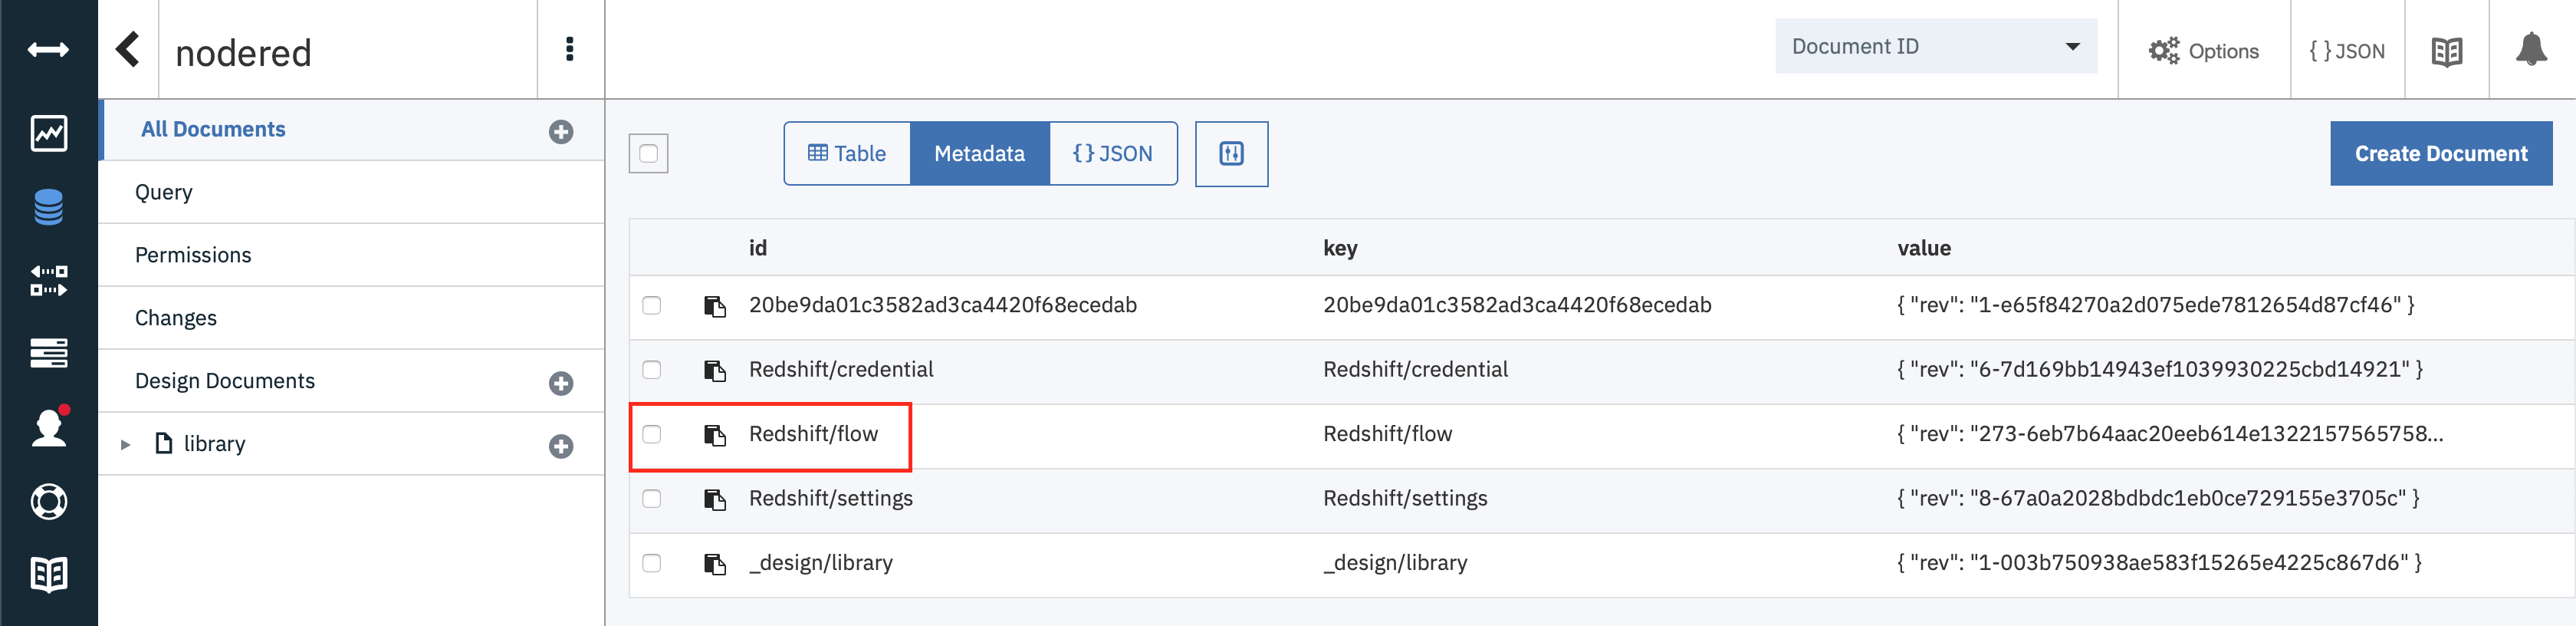 nodered
Document ID
Options
{ } JSON
All Documents
Query
Permissions
Changes
Design Documents
library
Table
Metadata
{ } JSON
Create Document
id key value
20be9da01c3582ad3ca4420f68ecedab 20be9da01c3582ad3ca4420f68ecedab { "rev": "1-e65f84270a2d075ede7812654d87cf46" }
Redshift/credential Redshift/credential { "rev": "6-7d169bb14943ef1039930225cbd14921" }
Redshift/flow Redshift/flow { "rev": "273-6eb7b64aac20eeb614e1322157565758...
Redshift/settings Redshift/settings { "rev": "8-67a0a2028bdbdc1eb0ce729155e3705c" }
_design/library _design/library { "rev": "1-003b750938ae583f15265e4225c867d6" }